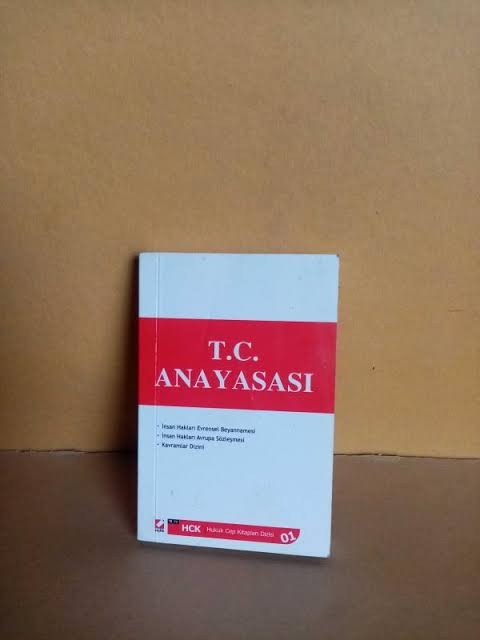 T.C.
ANAYASASI
• İnsan Hakları Evrensel Beyannamesi
• İnsan Hakları Avrupa Sözleşmesi
• Kavramlar Dizini
HCK Hukuk Cep Kitapları Dizisi 01